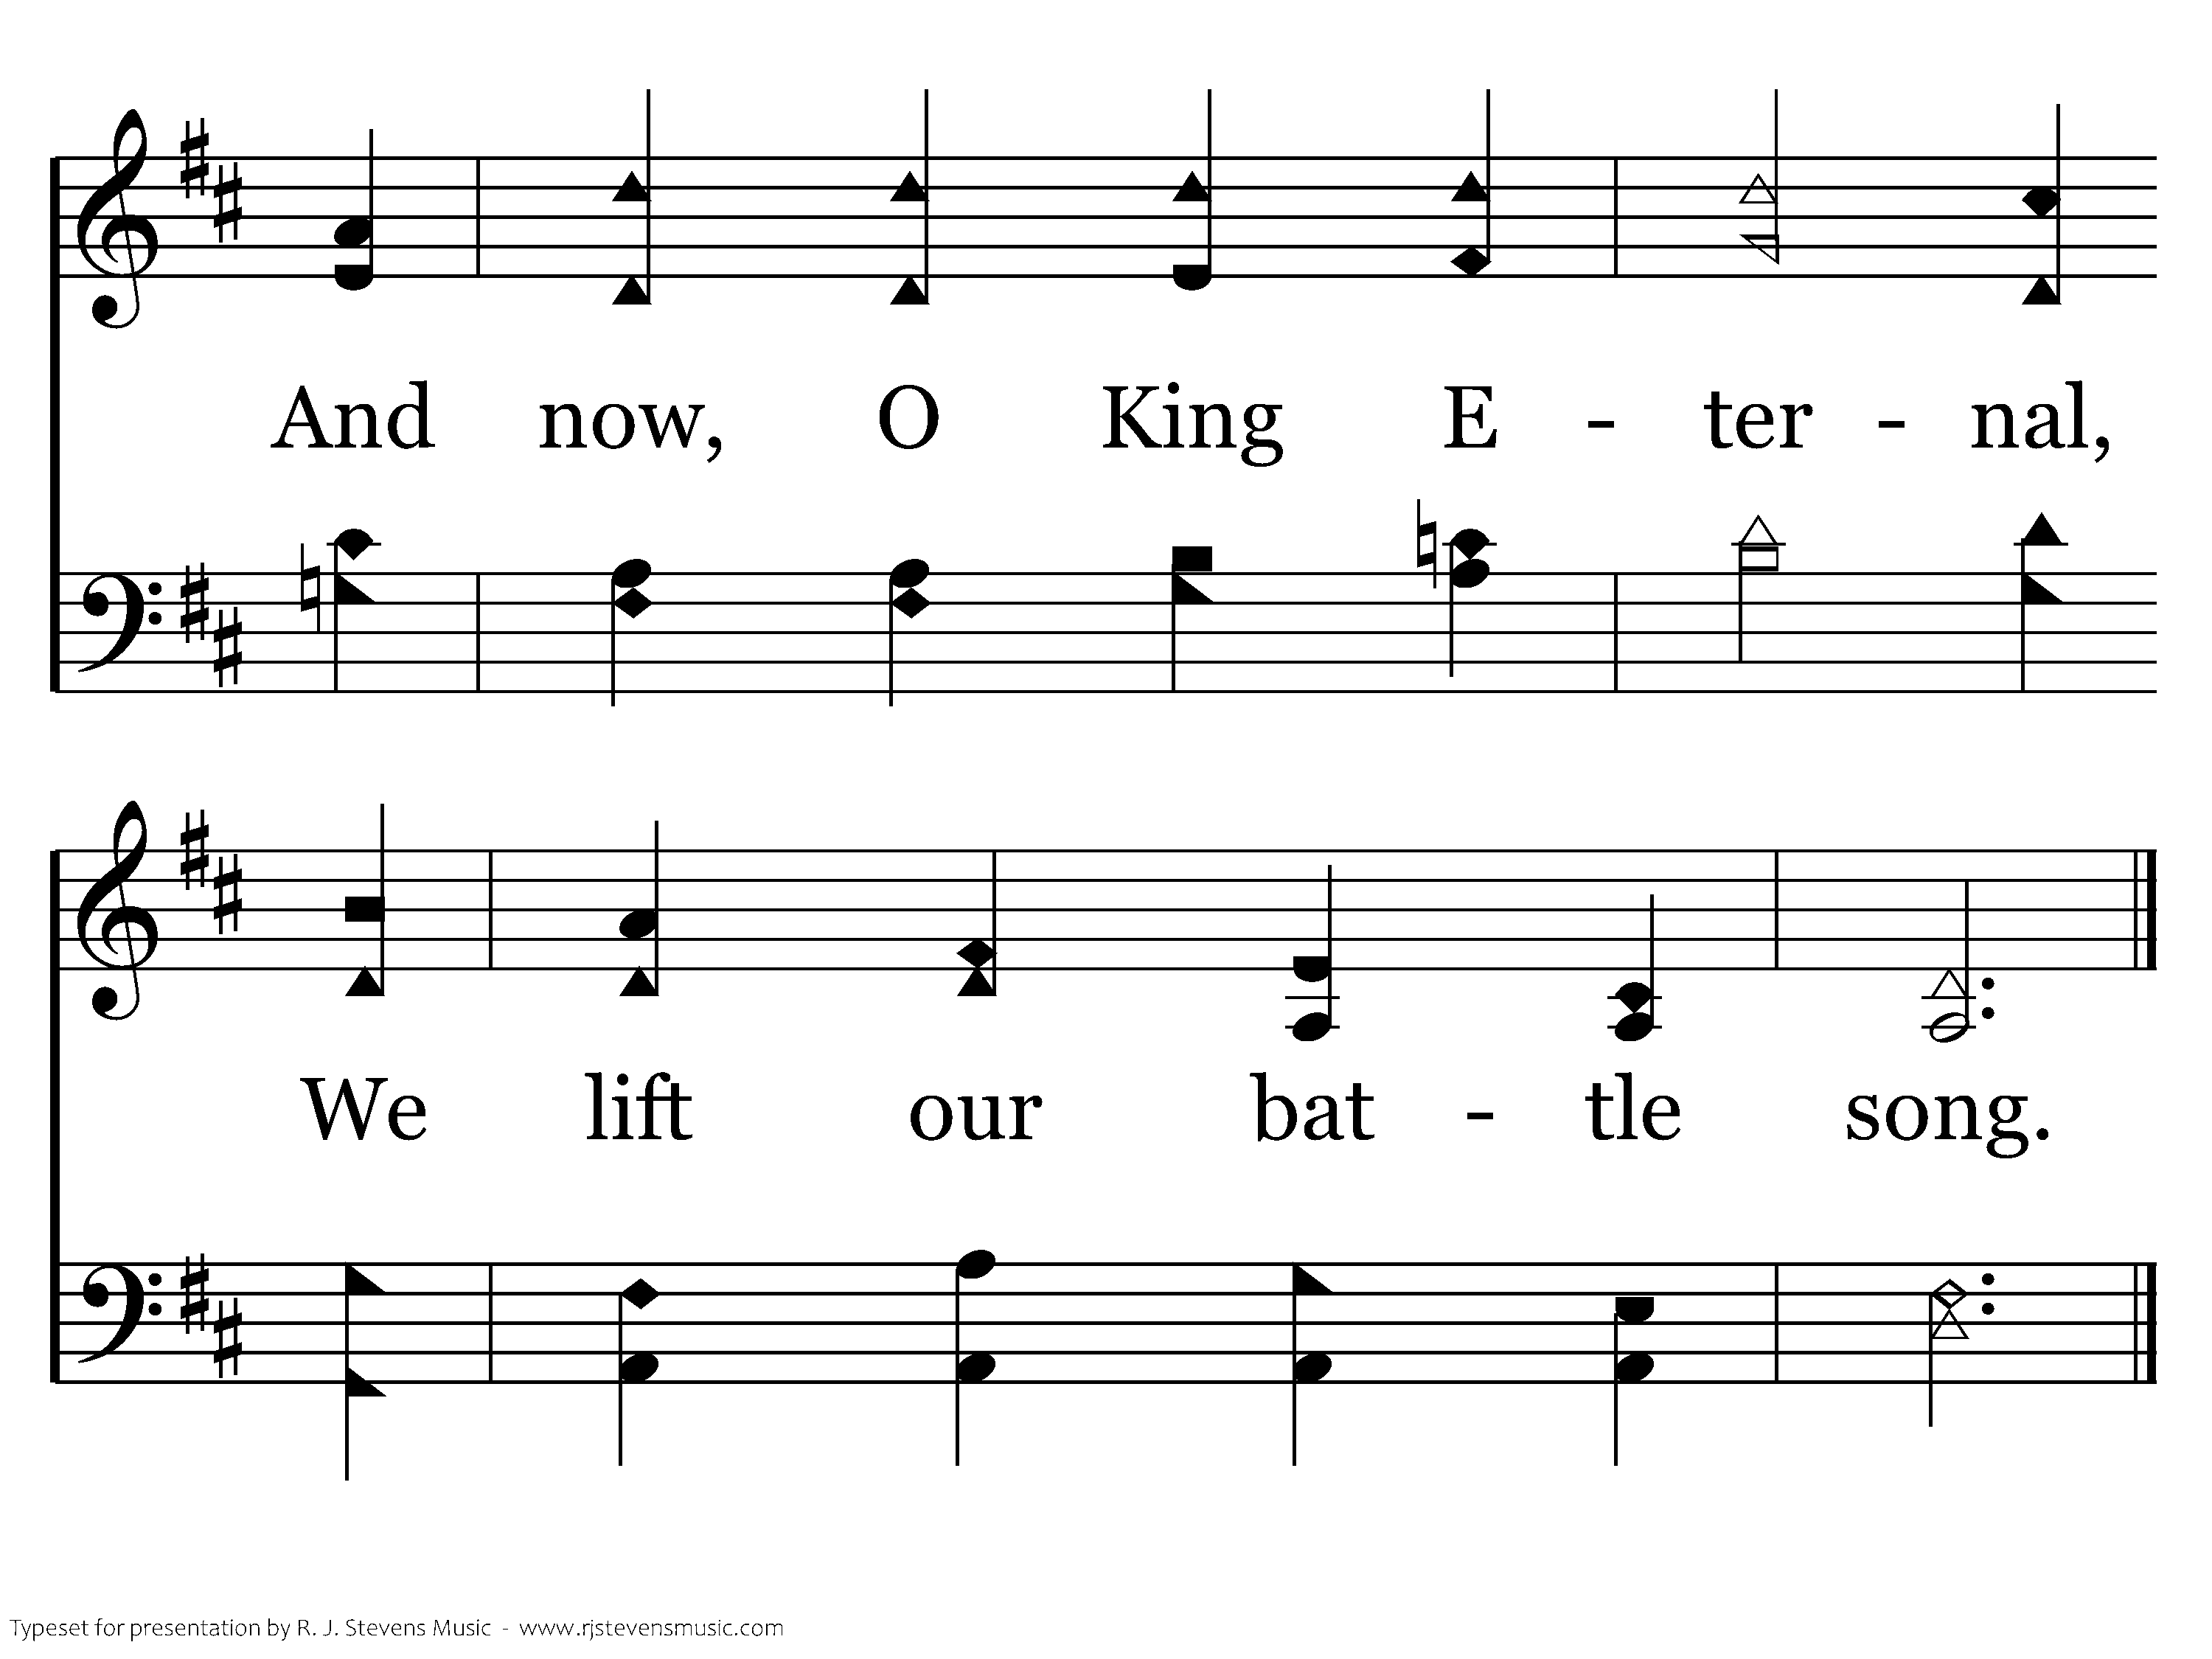 And now, O King E - ter - nal,
We lift our bat - tle song.
Typeset for presentation by R. J. Stevens Music - www.rjstevensmusic.com